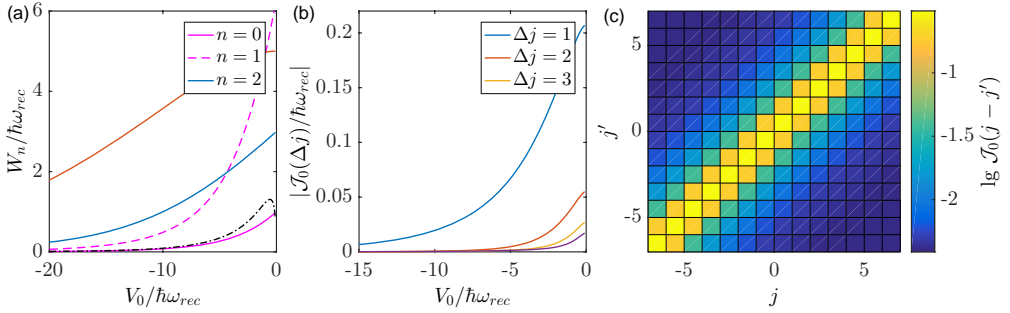 (a)
6
4
2
0
-20
-10
0
W_n/ħω_rec
V_0/ħω_rec
n = 0
n = 1
n = 2
(b)
0.2
0.15
0.1
0.05
0
-15
-10
-5
0
|𝒥_0(Δj)/ħω_rec|
V_0/ħω_rec
Δj = 1
Δj = 2
Δj = 3
(c)
5
0
-5
-5
0
5
j'
j
-1
-1.5
-2
lg 𝒥_0(j − j')